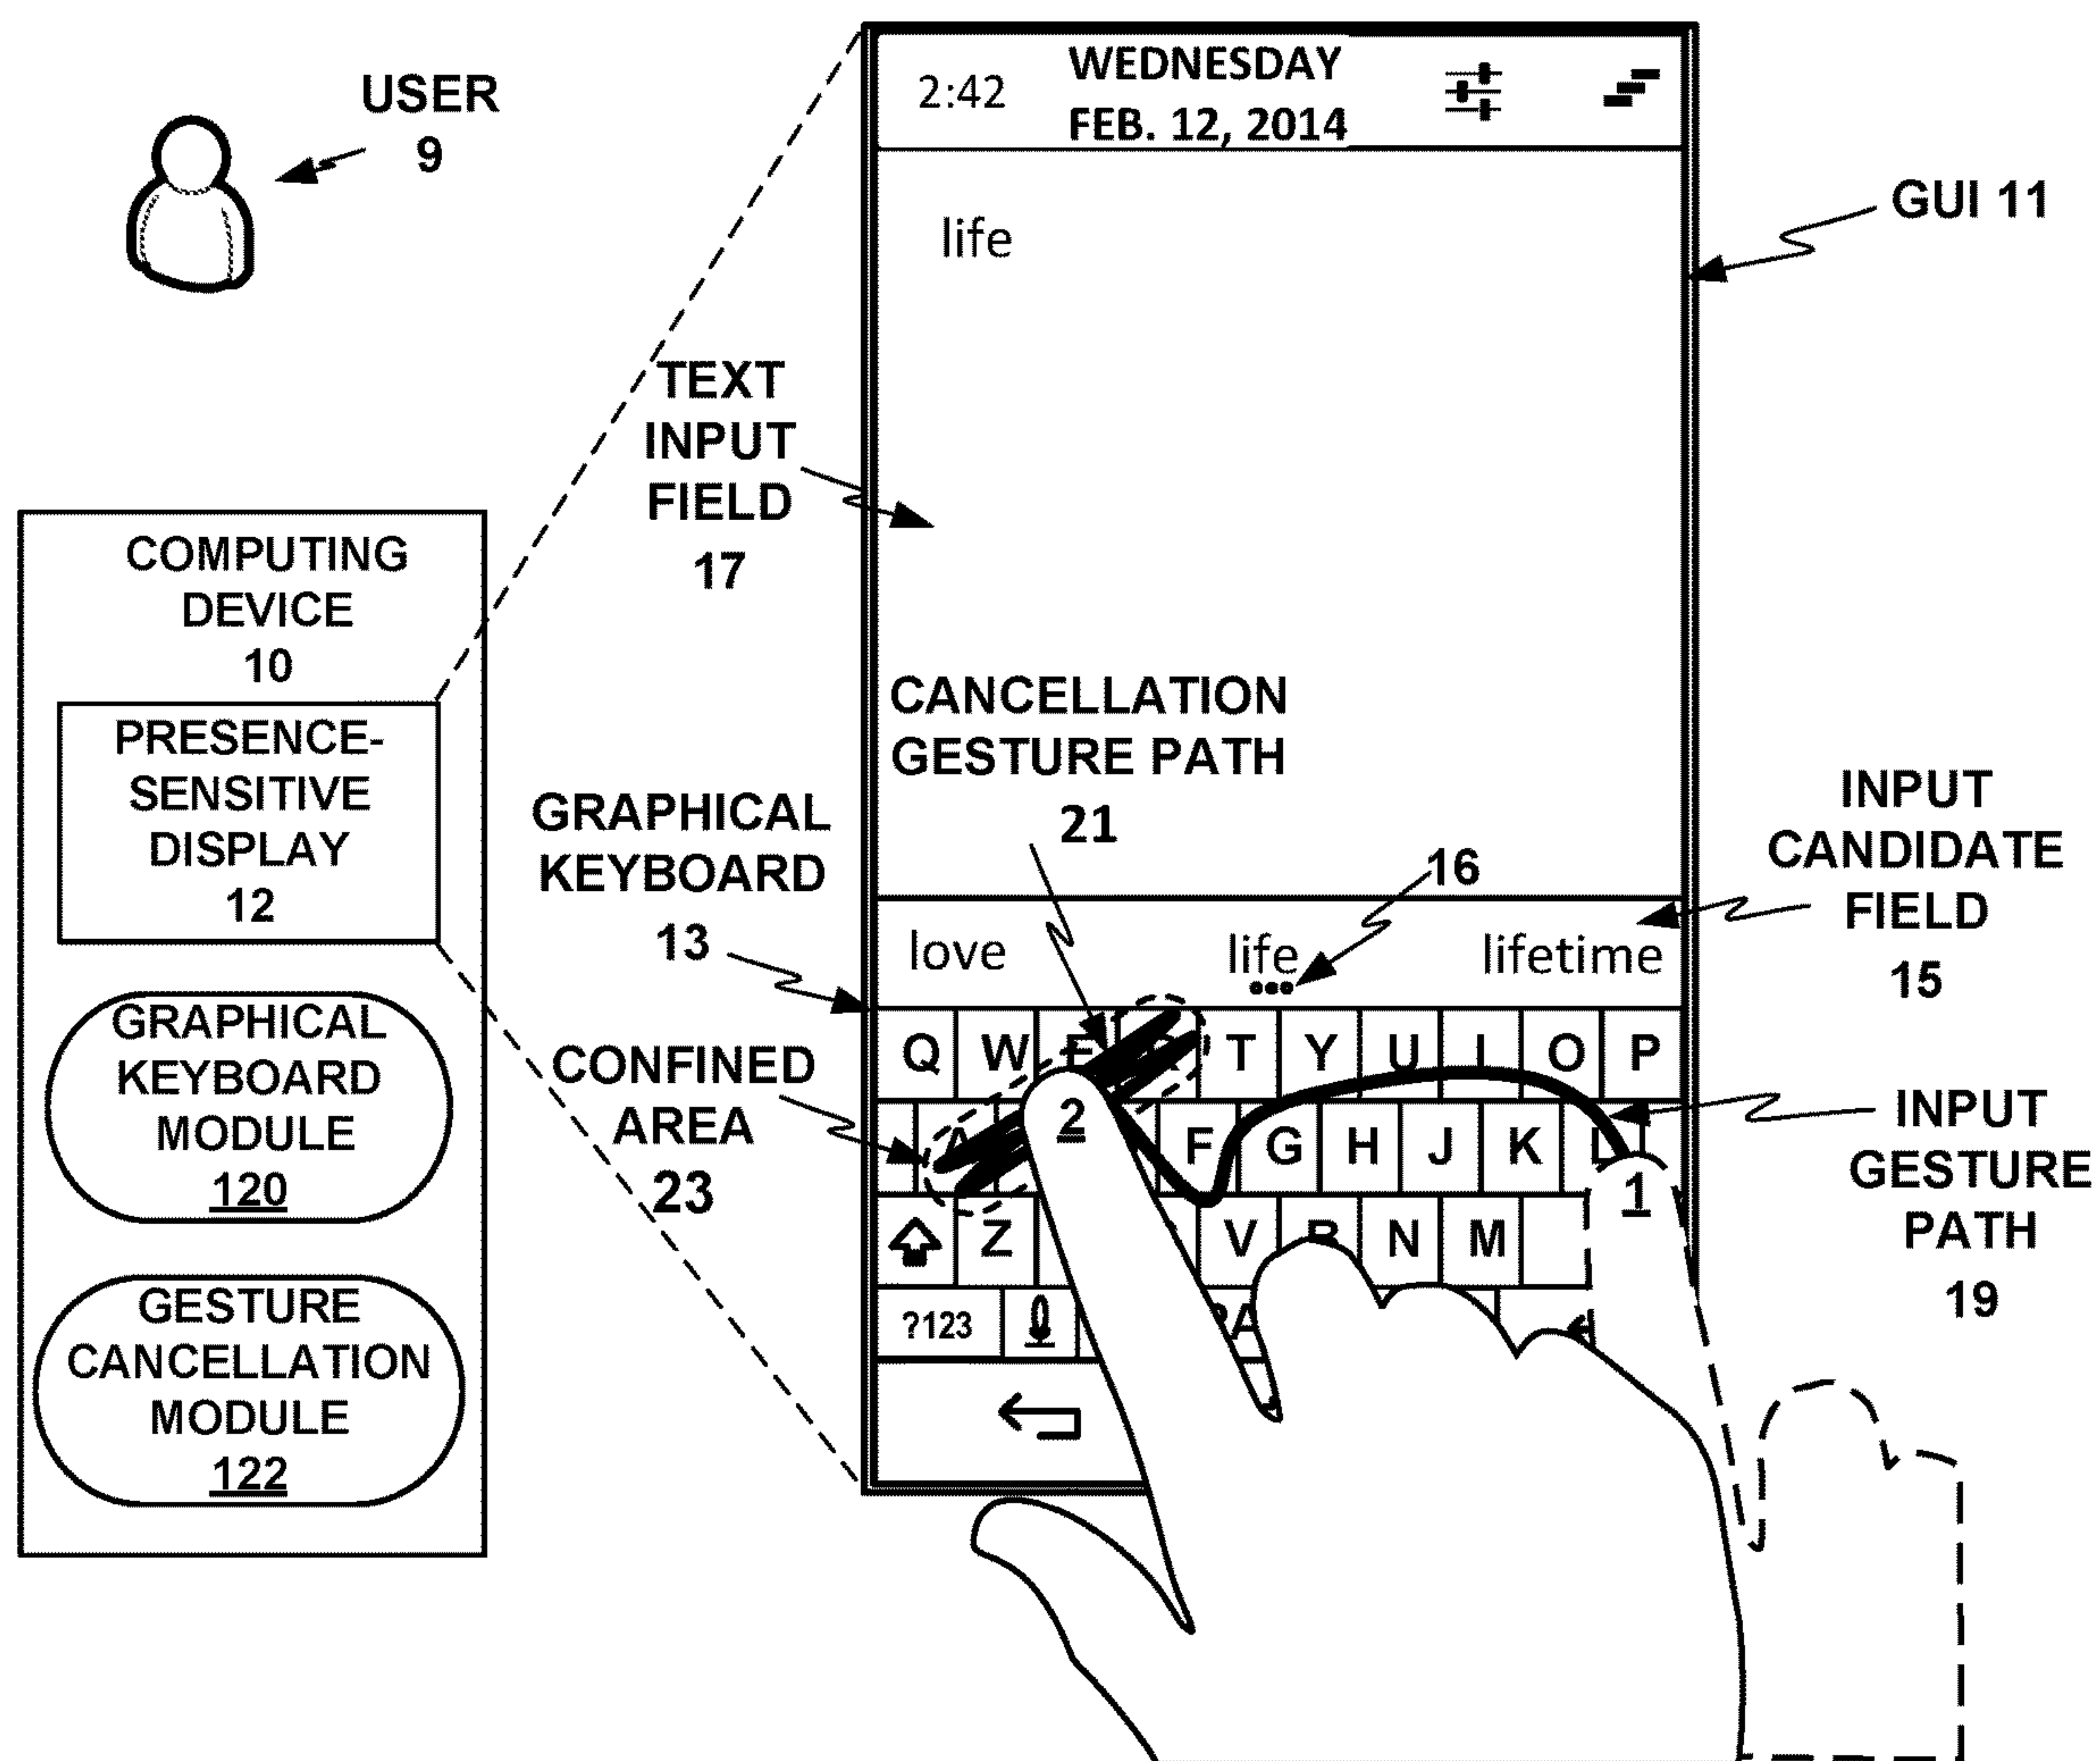 USER
9
COMPUTING
DEVICE
10
PRESENCE-
SENSITIVE
DISPLAY
12
GRAPHICAL
KEYBOARD
MODULE
120
GESTURE
CANCELLATION
MODULE
122
TEXT
INPUT
FIELD
17
GRAPHICAL
KEYBOARD
13
CONFINED
AREA
23
2:42
WEDNESDAY
FEB. 12, 2014
life
CANCELLATION
GESTURE PATH
21
16
love life lifetime
Q W E T Y U I O P
A F G H J K L
2
1
Z V B N M
?123
GUI 11
INPUT
CANDIDATE
FIELD
15
INPUT
GESTURE
PATH
19